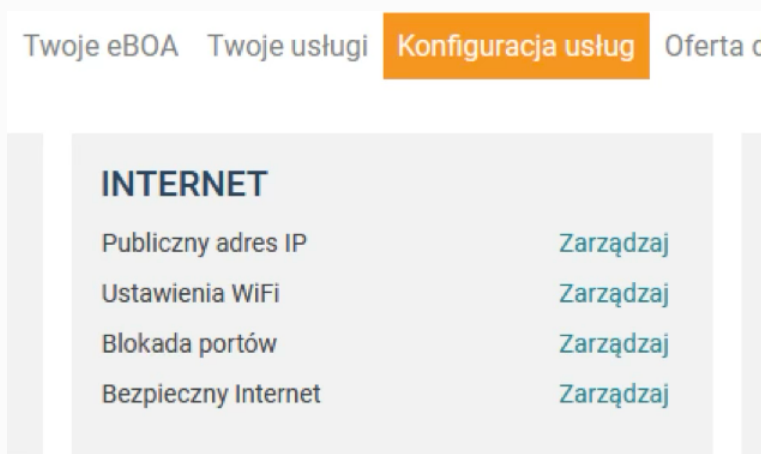 Twoje eBOA Twoje usługi Konfiguracja usług Oferta
INTERNET
Publiczny adres IP Zarządzaj
Ustawienia WiFi Zarządzaj
Blokada portów Zarządzaj
Bezpieczny Internet Zarządzaj